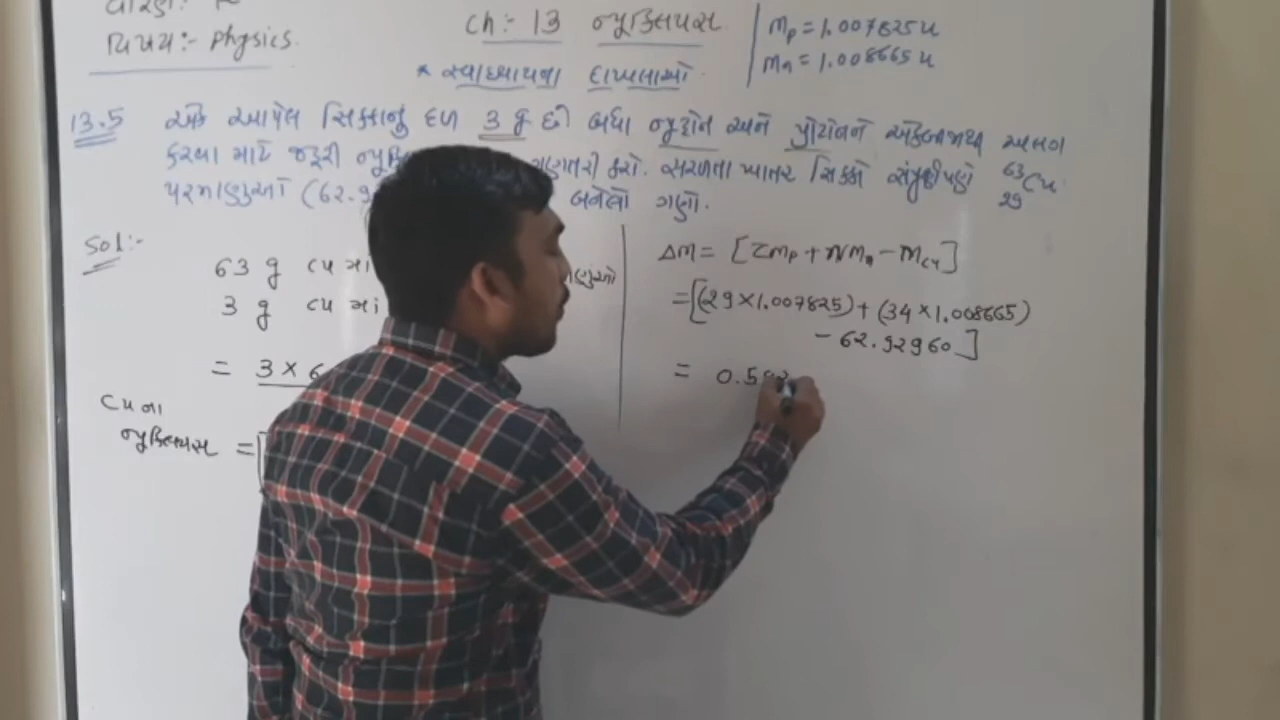 વિષય:- Physics.
Ch:- 13 ન્યુક્લિયસ
* સ્વાધ્યાયના દાખલાઓ.
mp = 1.007825 u
mn = 1.008665 u
13.5 એક આપેલ સિક્કાનું દળ 3 g છે. બધા ન્યૂટ્રોન અને પ્રોટોનને એકબીજાથી અલગ
કરવા માટે જરૂરી ગણતરી કરો. સરળતા ખાતર સિક્કો સંપૂર્ણપણે 63 29 Cu
પરમાણુઓ (62.9 બનેલો ગણો.
Sol:-
63 g Cu માં
3 g Cu માં
= 3 × 6
Cu ના
ન્યુક્લિયસ =
ΔM = [Zmp + Nmn - MCu]
= [(29 × 1.007825) + (34 × 1.008665)
- 62.92960]
= 0.5